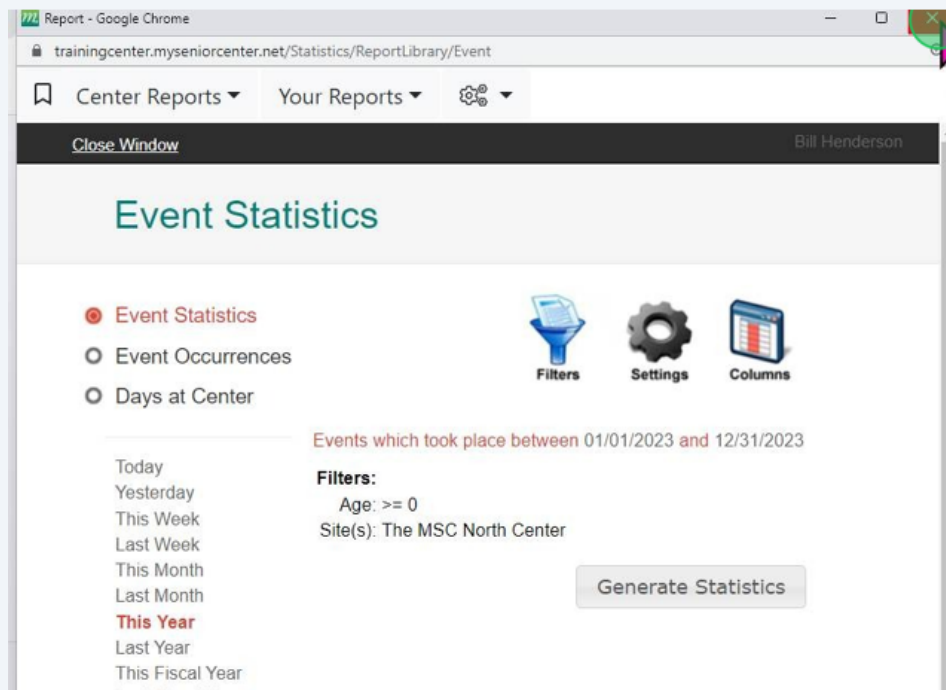 Report - Google Chrome
trainingcenter.myseniorcenter.net/Statistics/ReportLibrary/Event
Center Reports Your Reports
Close Window Bill Henderson
Event Statistics
Event Statistics
Event Occurrences
Days at Center
Filters Settings Columns
Events which took place between 01/01/2023 and 12/31/2023
Filters:
Age: >= 0
Site(s): The MSC North Center
Generate Statistics
Today
Yesterday
This Week
Last Week
This Month
Last Month
This Year
Last Year
This Fiscal Year